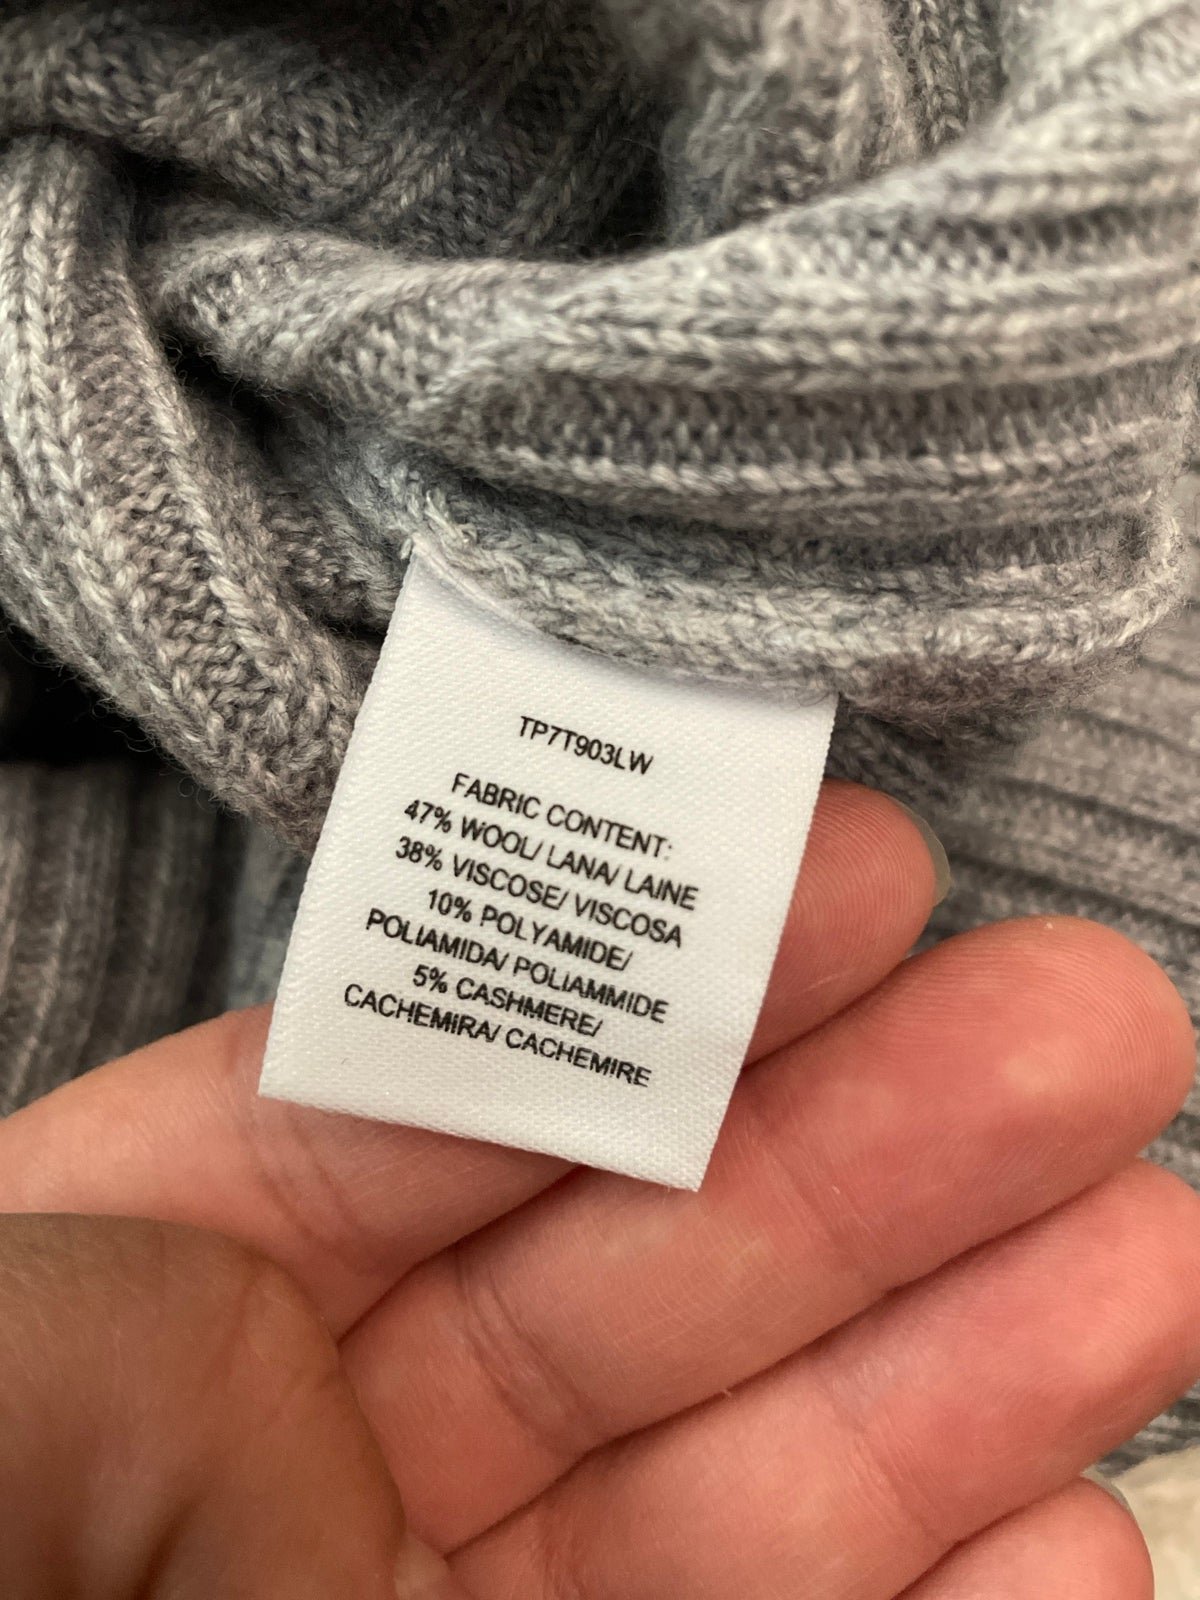 TP7T903LW
FABRIC CONTENT:
47% WOOL/ LANA/ LAINE
38% VISCOSE/ VISCOSA
10% POLYAMIDE/
POLIAMIDA/ POLIAMMIDE
5% CASHMERE/
CACHEMIRA/ CACHEMIRE